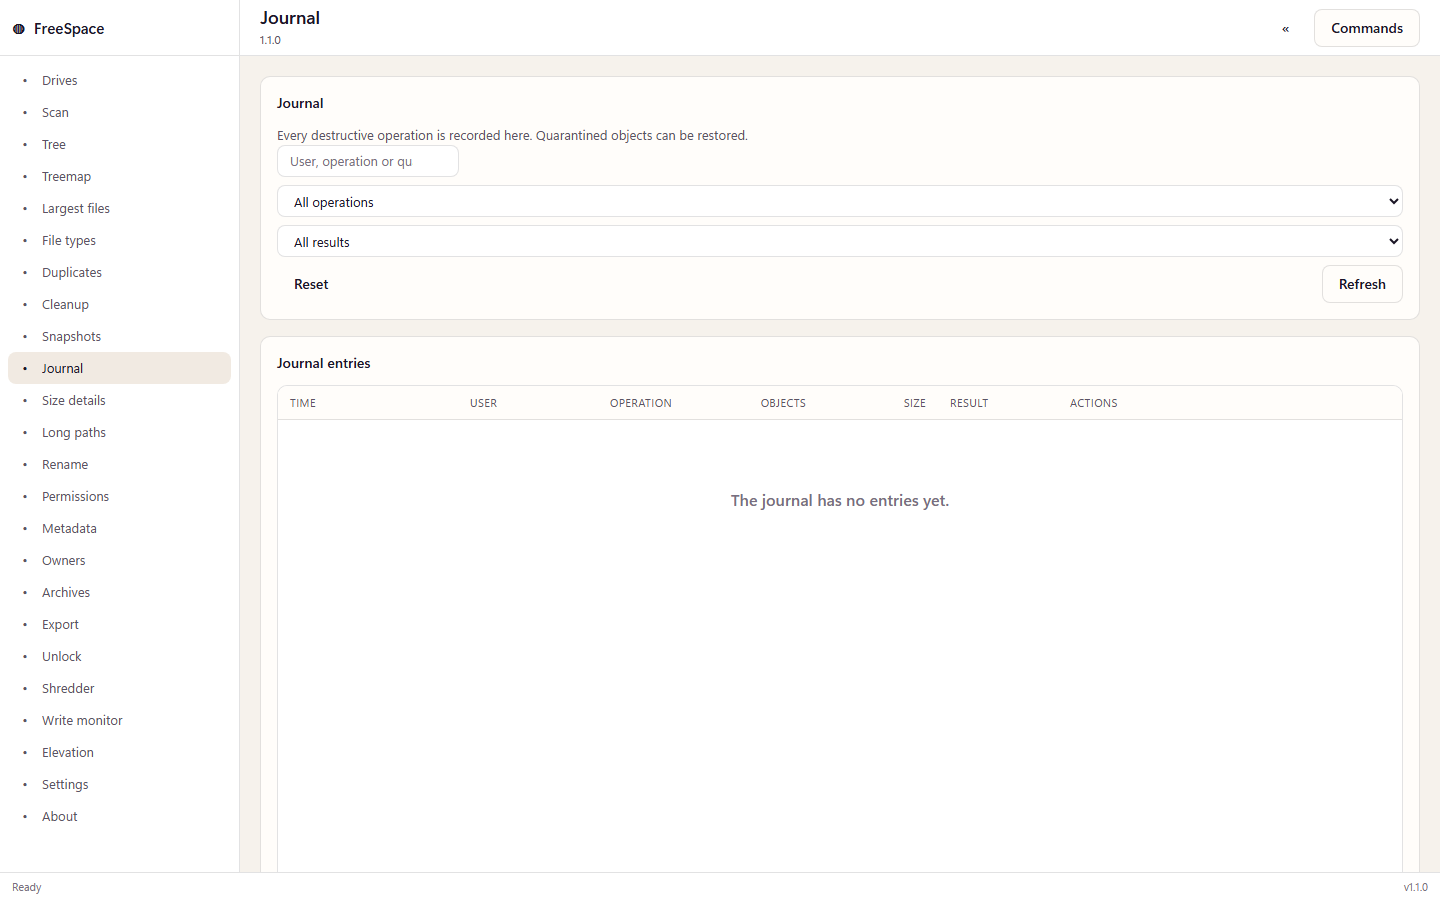 FreeSpace
Journal
1.1.0
«
Commands
• Drives
• Scan
• Tree
• Treemap
• Largest files
• File types
• Duplicates
• Cleanup
• Snapshots
• Journal
• Size details
• Long paths
• Rename
• Permissions
• Metadata
• Owners
• Archives
• Export
• Unlock
• Shredder
• Write monitor
• Elevation
• Settings
• About
Journal
Every destructive operation is recorded here. Quarantined objects can be restored.
User, operation or qu
All operations
All results
Reset
Refresh
Journal entries
TIME USER OPERATION OBJECTS SIZE RESULT ACTIONS
The journal has no entries yet.
Ready
v1.1.0